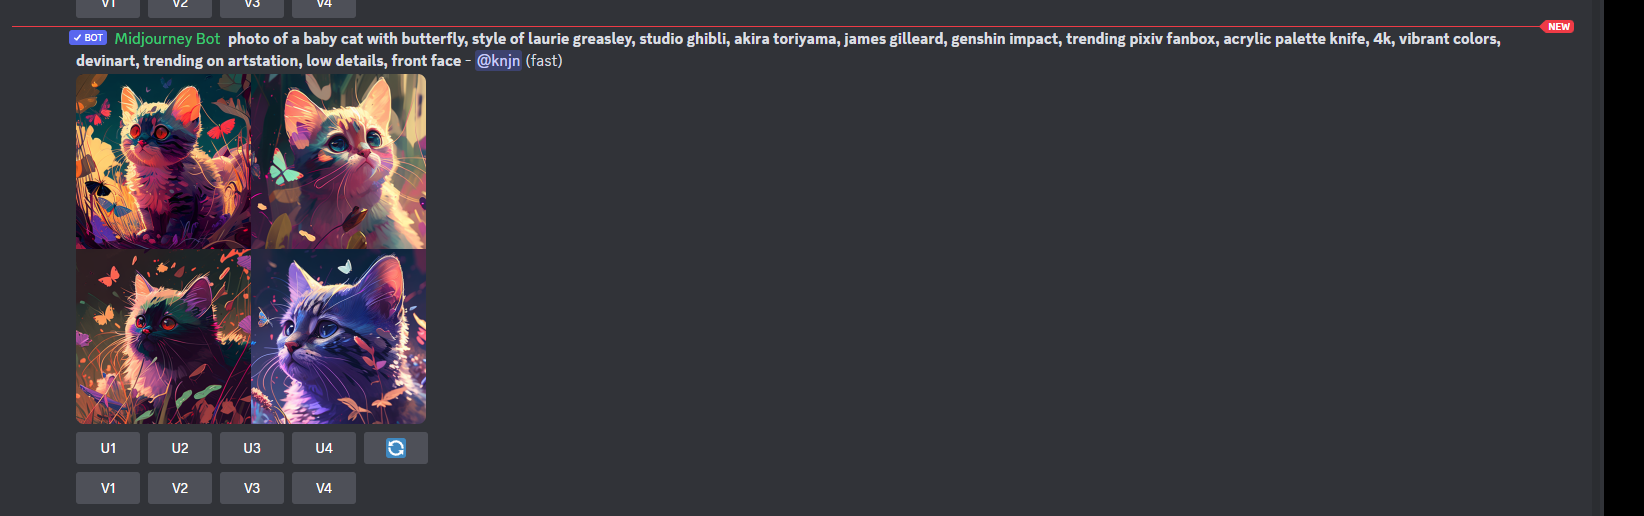 V1 V2 V3 V4
NEW
✓ BOT Midjourney Bot photo of a baby cat with butterfly, style of laurie greasley, studio ghibli, akira toriyama, james gilleard, genshin impact, trending pixiv fanbox, acrylic palette knife, 4k, vibrant colors,
devinart, trending on artstation, low details, front face - @knjn (fast)
U1 U2 U3 U4
V1 V2 V3 V4